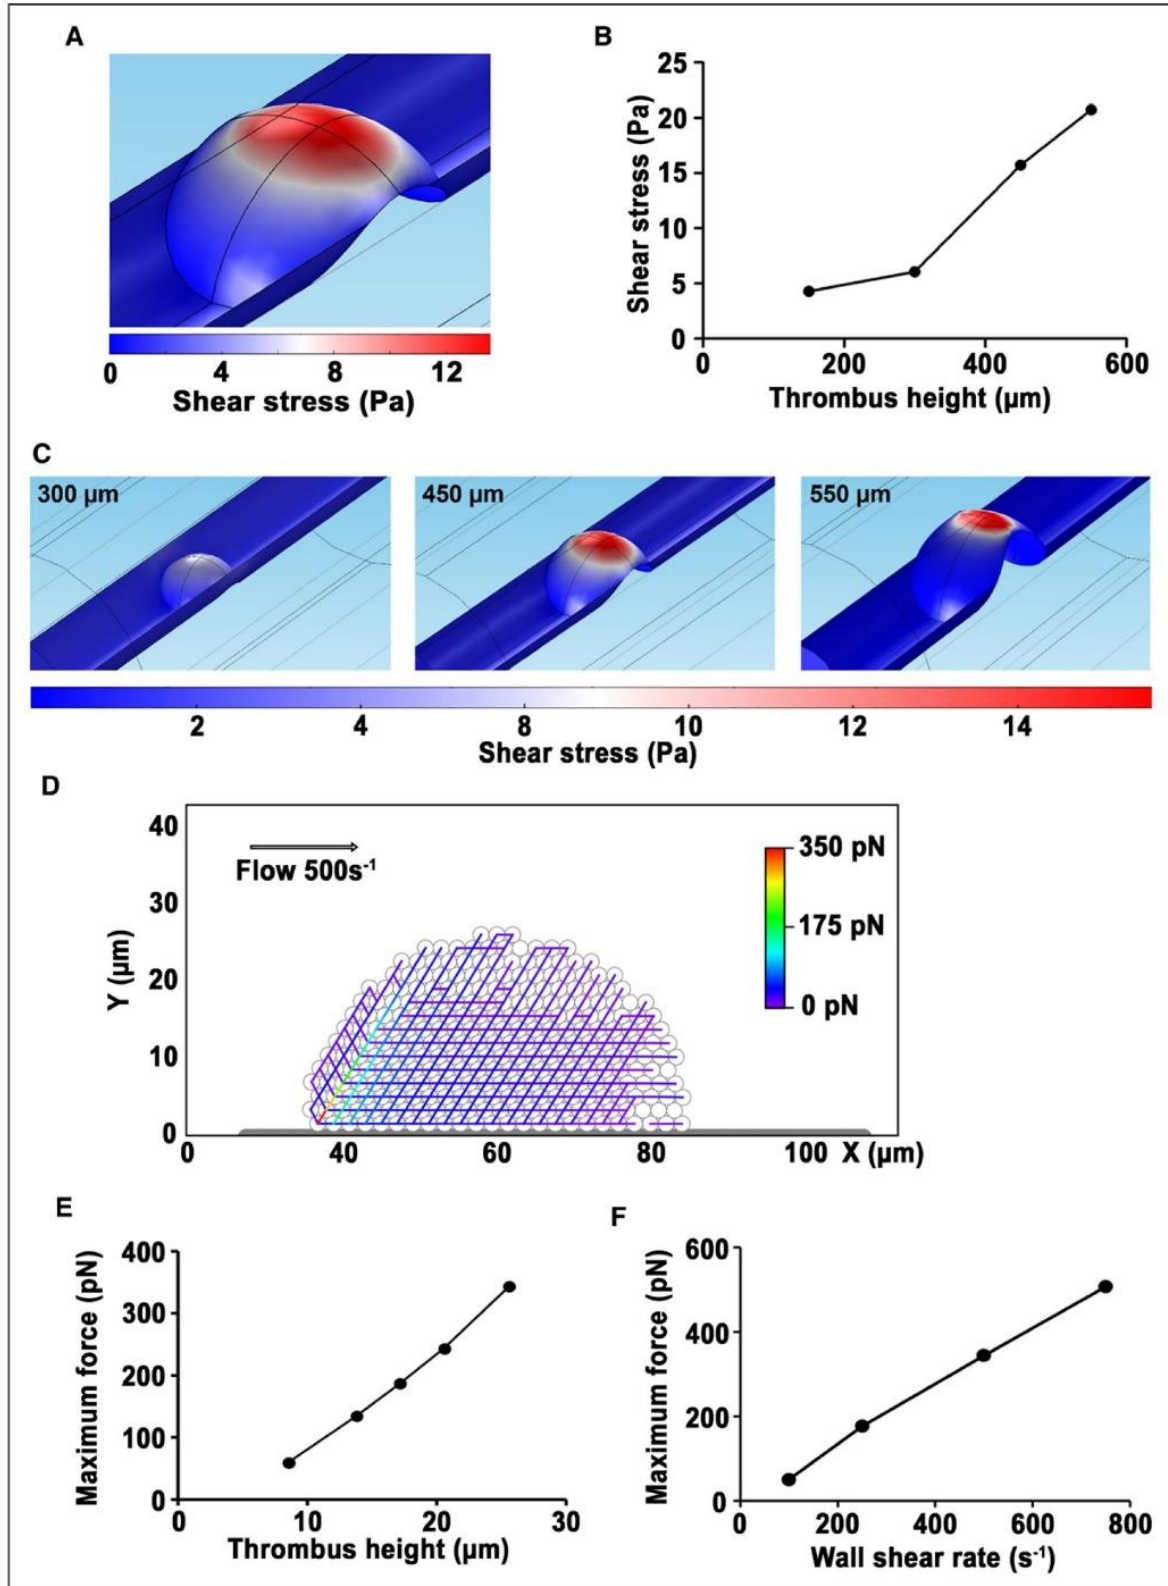 A
0 4 8 12
Shear stress (Pa)
B
25
20
15
10
5
0
Shear stress (Pa)
0 200 400 600
Thrombus height (µm)
C
300 µm
450 µm
550 µm
2 4 8 10 12 14
Shear stress (Pa)
D
40
30
20
10
0
Y (µm)
Flow 500s⁻¹
350 pN
175 pN
0 pN
0 40 60 80 100 X (µm)
E
400
300
200
100
0
Maximum force (pN)
0 10 20 30
Thrombus height (µm)
F
600
400
200
0
Maximum force (pN)
0 200 400 600 800
Wall shear rate (s⁻¹)